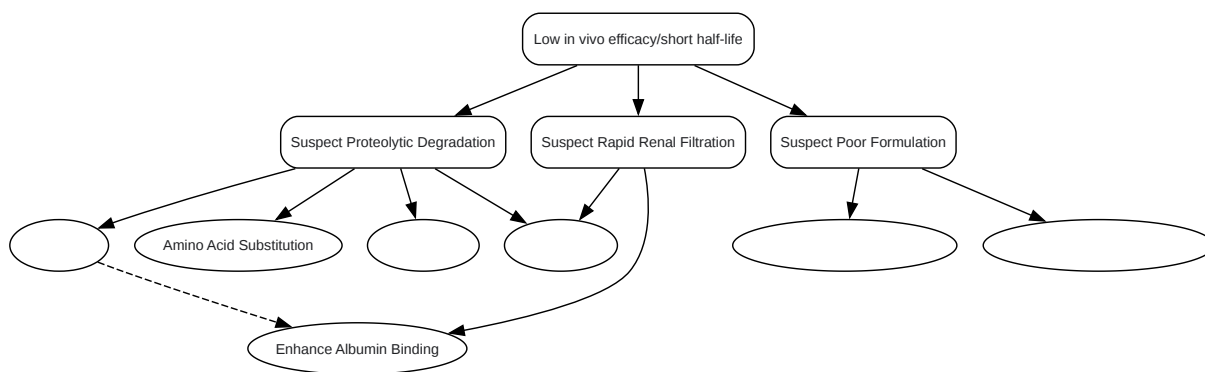 Low in vivo efficacy/short half-life
Suspect Proteolytic Degradation
Suspect Rapid Renal Filtration
Suspect Poor Formulation
Amino Acid Substitution
Enhance Albumin Binding